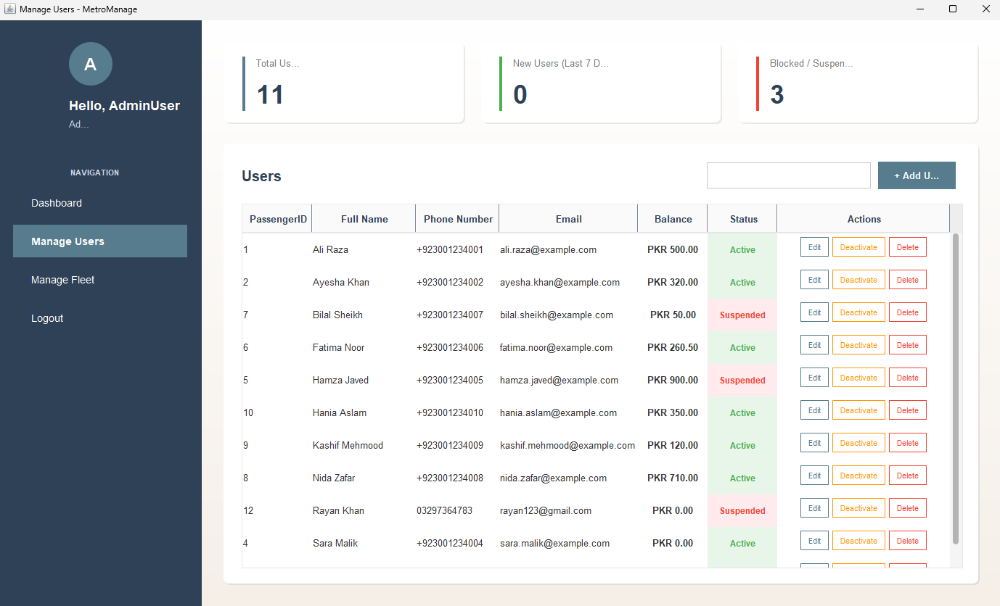 Manage Users - MetroManage
A
Hello, AdminUser
Ad...
NAVIGATION
Dashboard
Manage Users
Manage Fleet
Logout
Total Us...
11
New Users (Last 7 D...
0
Blocked / Suspen...
3
Users
+ Add U...
PassengerID Full Name Phone Number Email Balance Status Actions
1 Ali Raza +923001234001 ali.raza@example.com PKR 500.00 Active Edit Deactivate Delete
2 Ayesha Khan +923001234002 ayesha.khan@example.com PKR 320.00 Active Edit Deactivate Delete
7 Bilal Sheikh +923001234007 bilal.sheikh@example.com PKR 50.00 Suspended Edit Deactivate Delete
6 Fatima Noor +923001234006 fatima.noor@example.com PKR 260.50 Active Edit Deactivate Delete
5 Hamza Javed +923001234005 hamza.javed@example.com PKR 900.00 Suspended Edit Deactivate Delete
10 Hania Aslam +923001234010 hania.aslam@example.com PKR 350.00 Active Edit Deactivate Delete
9 Kashif Mehmood +923001234009 kashif.mehmood@example.com PKR 120.00 Active Edit Deactivate Delete
8 Nida Zafar +923001234008 nida.zafar@example.com PKR 710.00 Active Edit Deactivate Delete
12 Rayan Khan 03297364783 rayan123@gmail.com PKR 0.00 Suspended Edit Deactivate Delete
4 Sara Malik +923001234004 sara.malik@example.com PKR 0.00 Active Edit Deactivate Delete